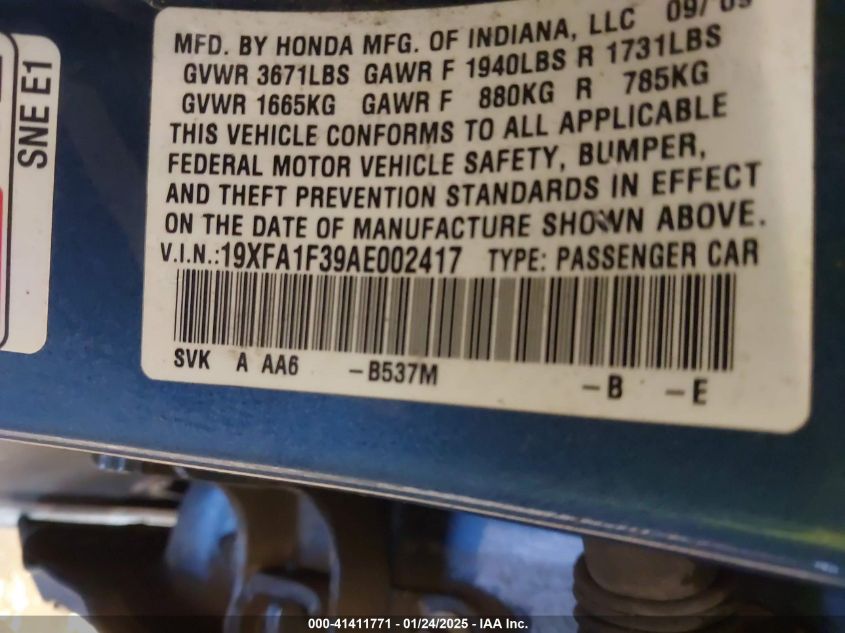 MFD. BY HONDA MFG. OF INDIANA, LLC 09/09
GVWR 3671LBS GAWR F 1940LBS R 1731LBS
GVWR 1665KG GAWR F 880KG R 785KG
THIS VEHICLE CONFORMS TO ALL APPLICABLE
FEDERAL MOTOR VEHICLE SAFETY, BUMPER,
AND THEFT PREVENTION STANDARDS IN EFFECT
ON THE DATE OF MANUFACTURE SHOWN ABOVE.
V.I.N.:19XFA1F39AE002417 TYPE: PASSENGER CAR
SVK A AA6 -B537M -B -E
SNE E1
000-41411771 - 01/24/2025 - IAA Inc.